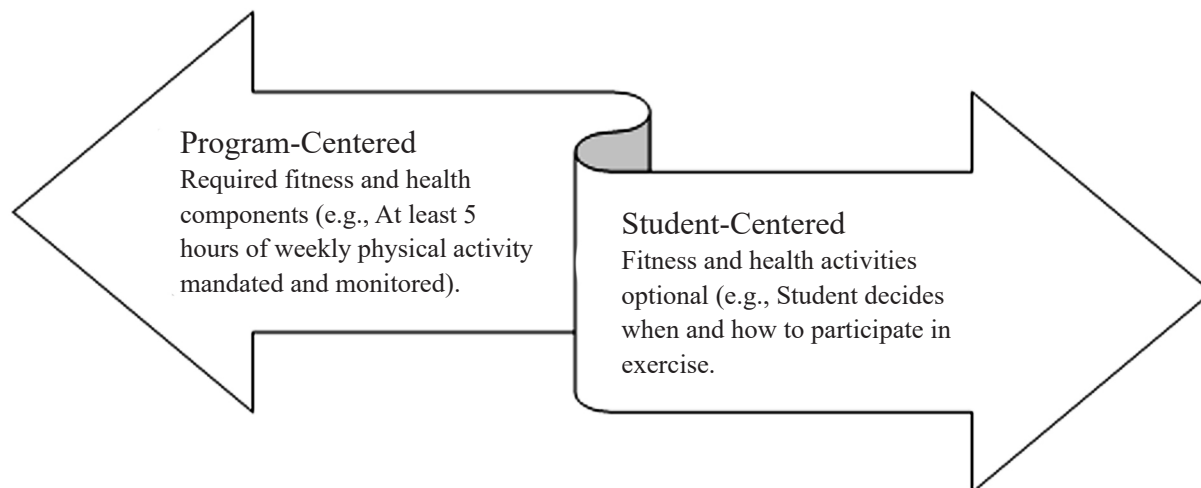 Program-Centered
Required fitness and health
components (e.g., At least 5
hours of weekly physical activity
mandated and monitored).
Student-Centered
Fitness and health activities
optional (e.g., Student decides
when and how to participate in
exercise.